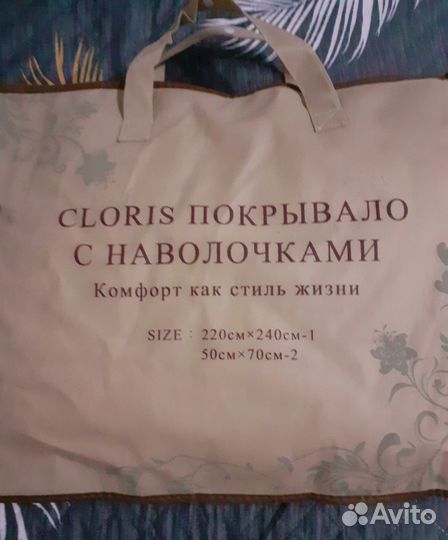 CLORIS ПОКРЫВАЛО
С НАВОЛОЧКАМИ
Комфорт как стиль жизни
SIZE : 220см×240см-1
50см×70см-2
Avito